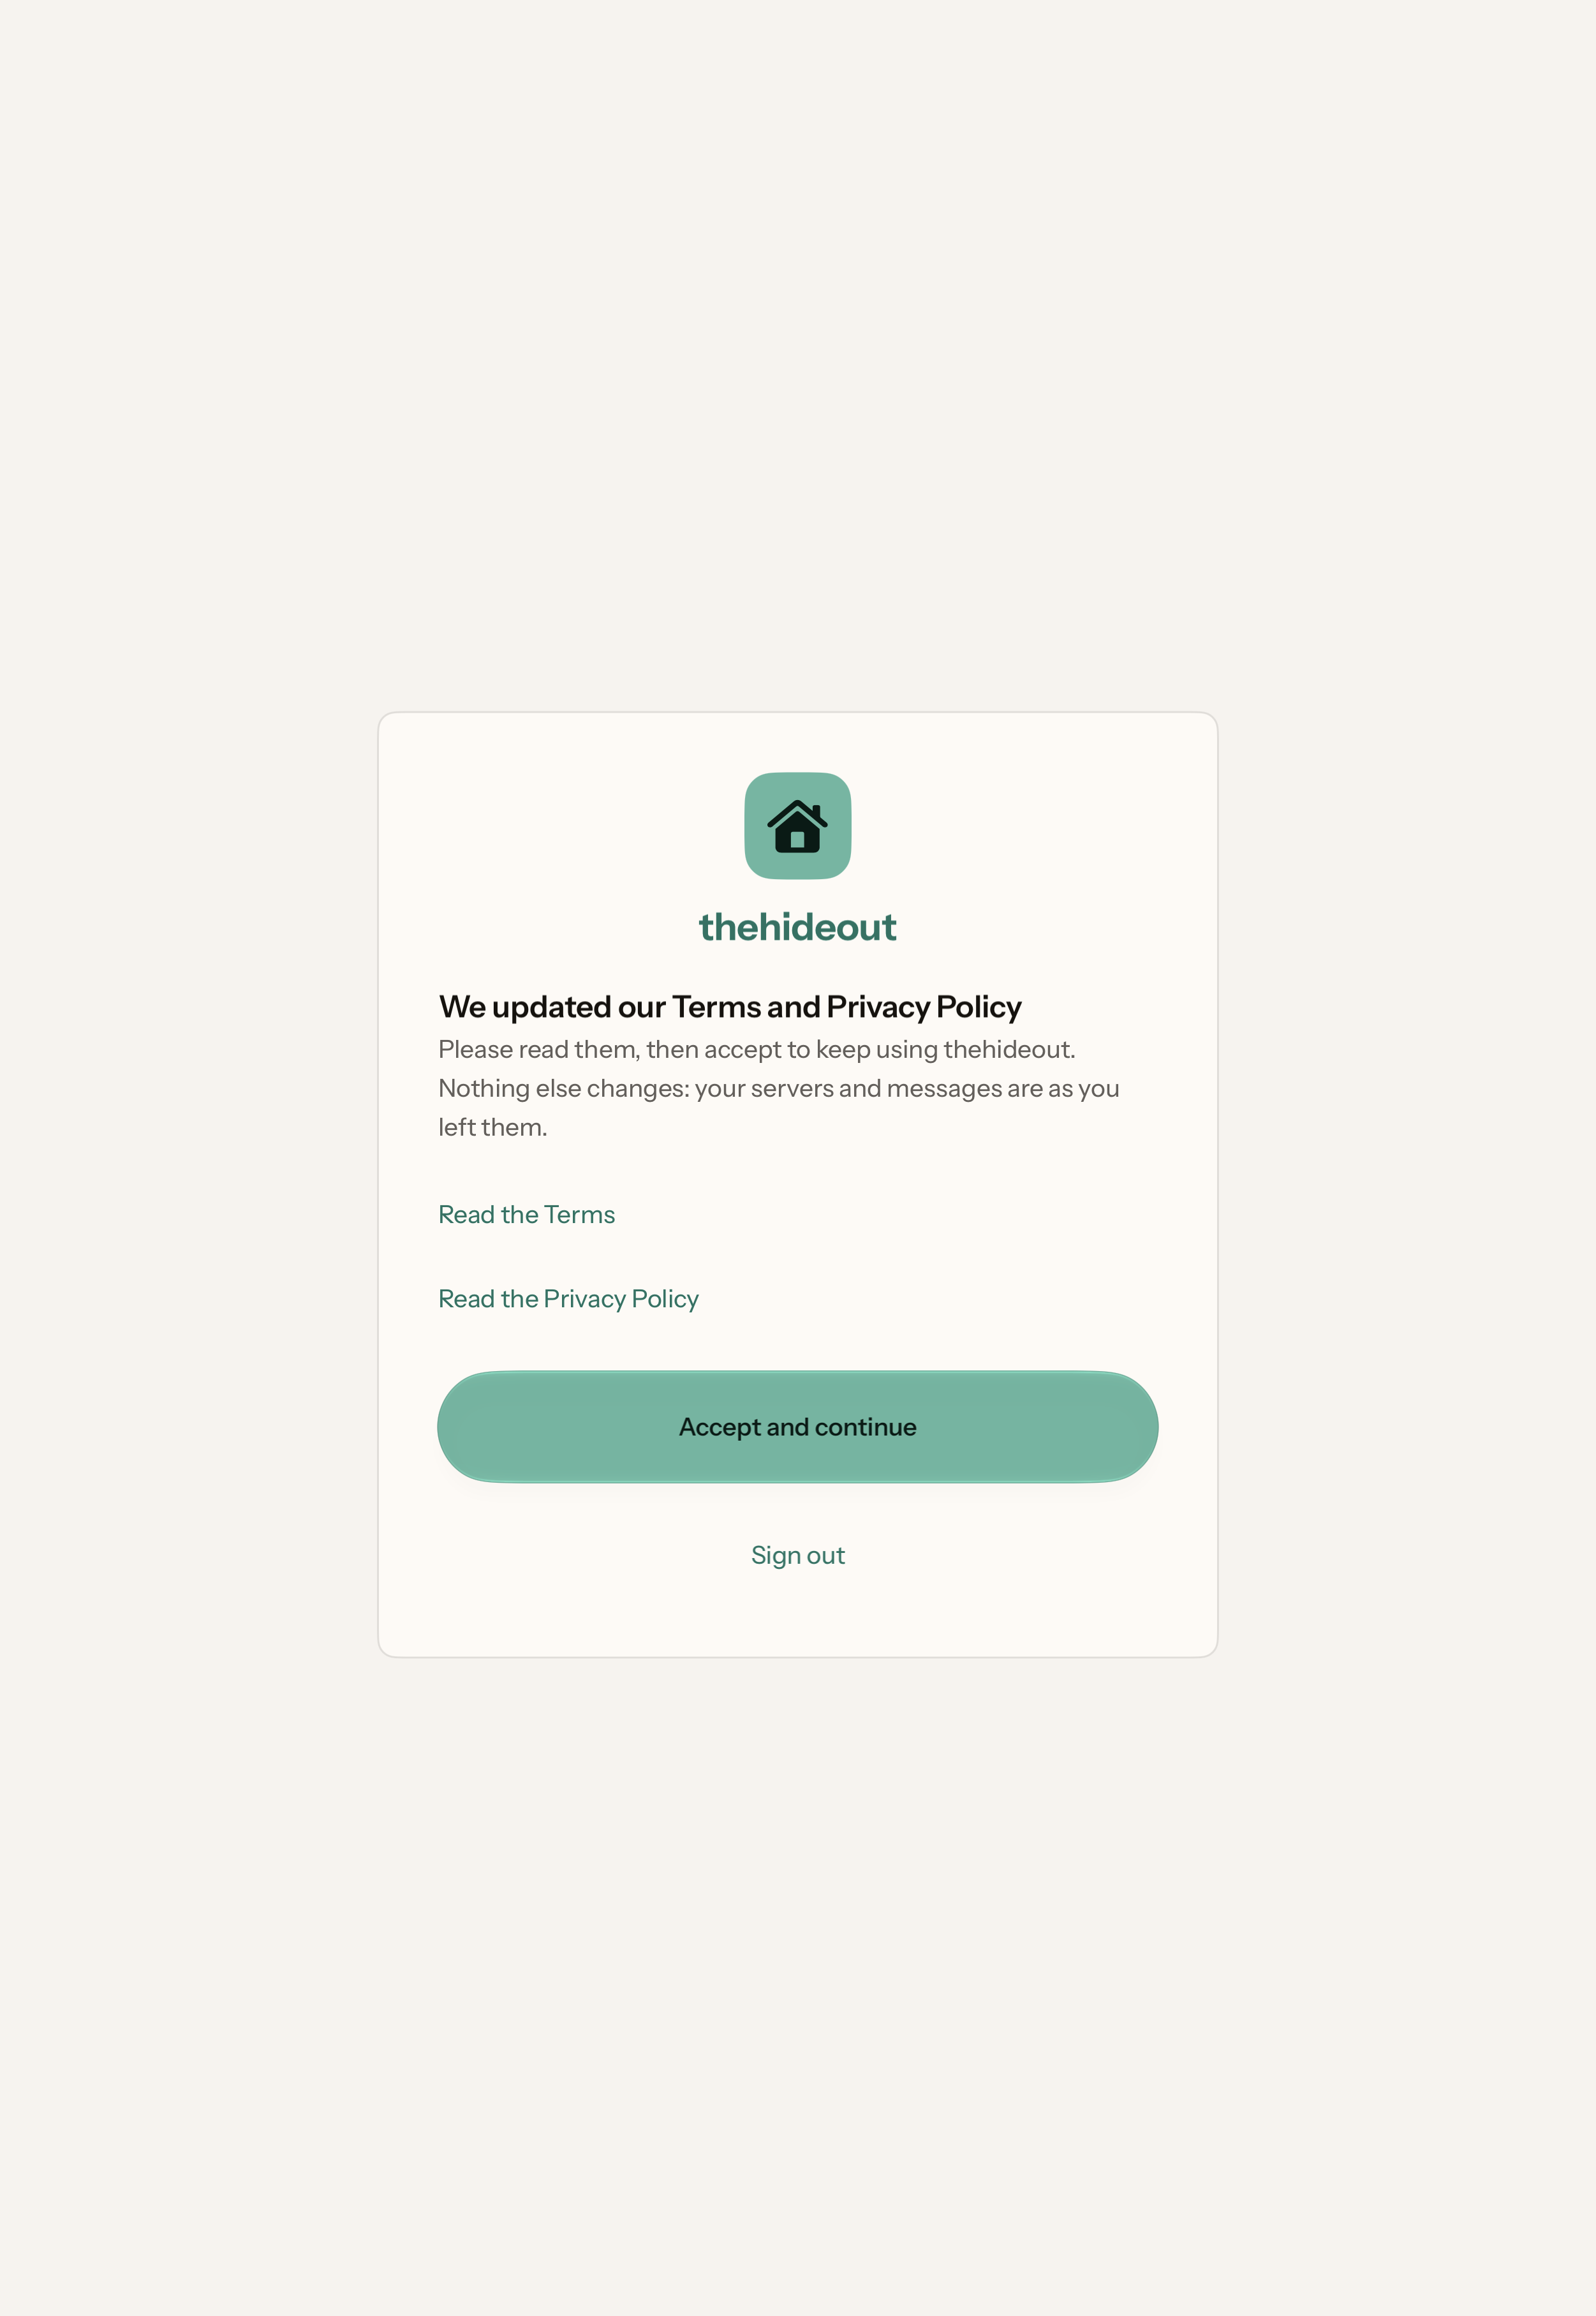 thehideout
We updated our Terms and Privacy Policy
Please read them, then accept to keep using thehideout.
Nothing else changes: your servers and messages are as you
left them.
Read the Terms
Read the Privacy Policy
Accept and continue
Sign out